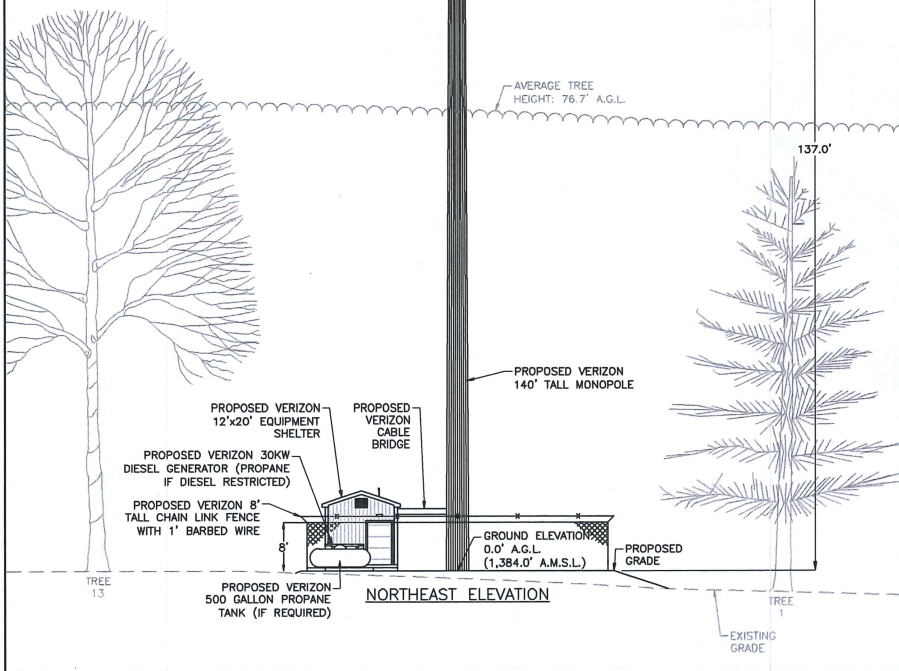 AVERAGE TREE
HEIGHT: 76.7' A.G.L.
137.0'
PROPOSED VERIZON
140' TALL MONOPOLE
PROPOSED VERIZON
12'x20' EQUIPMENT
SHELTER
PROPOSED
VERIZON
CABLE
BRIDGE
PROPOSED VERIZON 30KW
DIESEL GENERATOR (PROPANE
IF DIESEL RESTRICTED)
PROPOSED VERIZON 8'
TALL CHAIN LINK FENCE
WITH 1' BARBED WIRE
8'
GROUND ELEVATION
0.0' A.G.L.
(1,384.0' A.M.S.L.)
PROPOSED
GRADE
TREE
13
PROPOSED VERIZON
500 GALLON PROPANE
TANK (IF REQUIRED)
NORTHEAST ELEVATION
TREE
1
EXISTING
GRADE